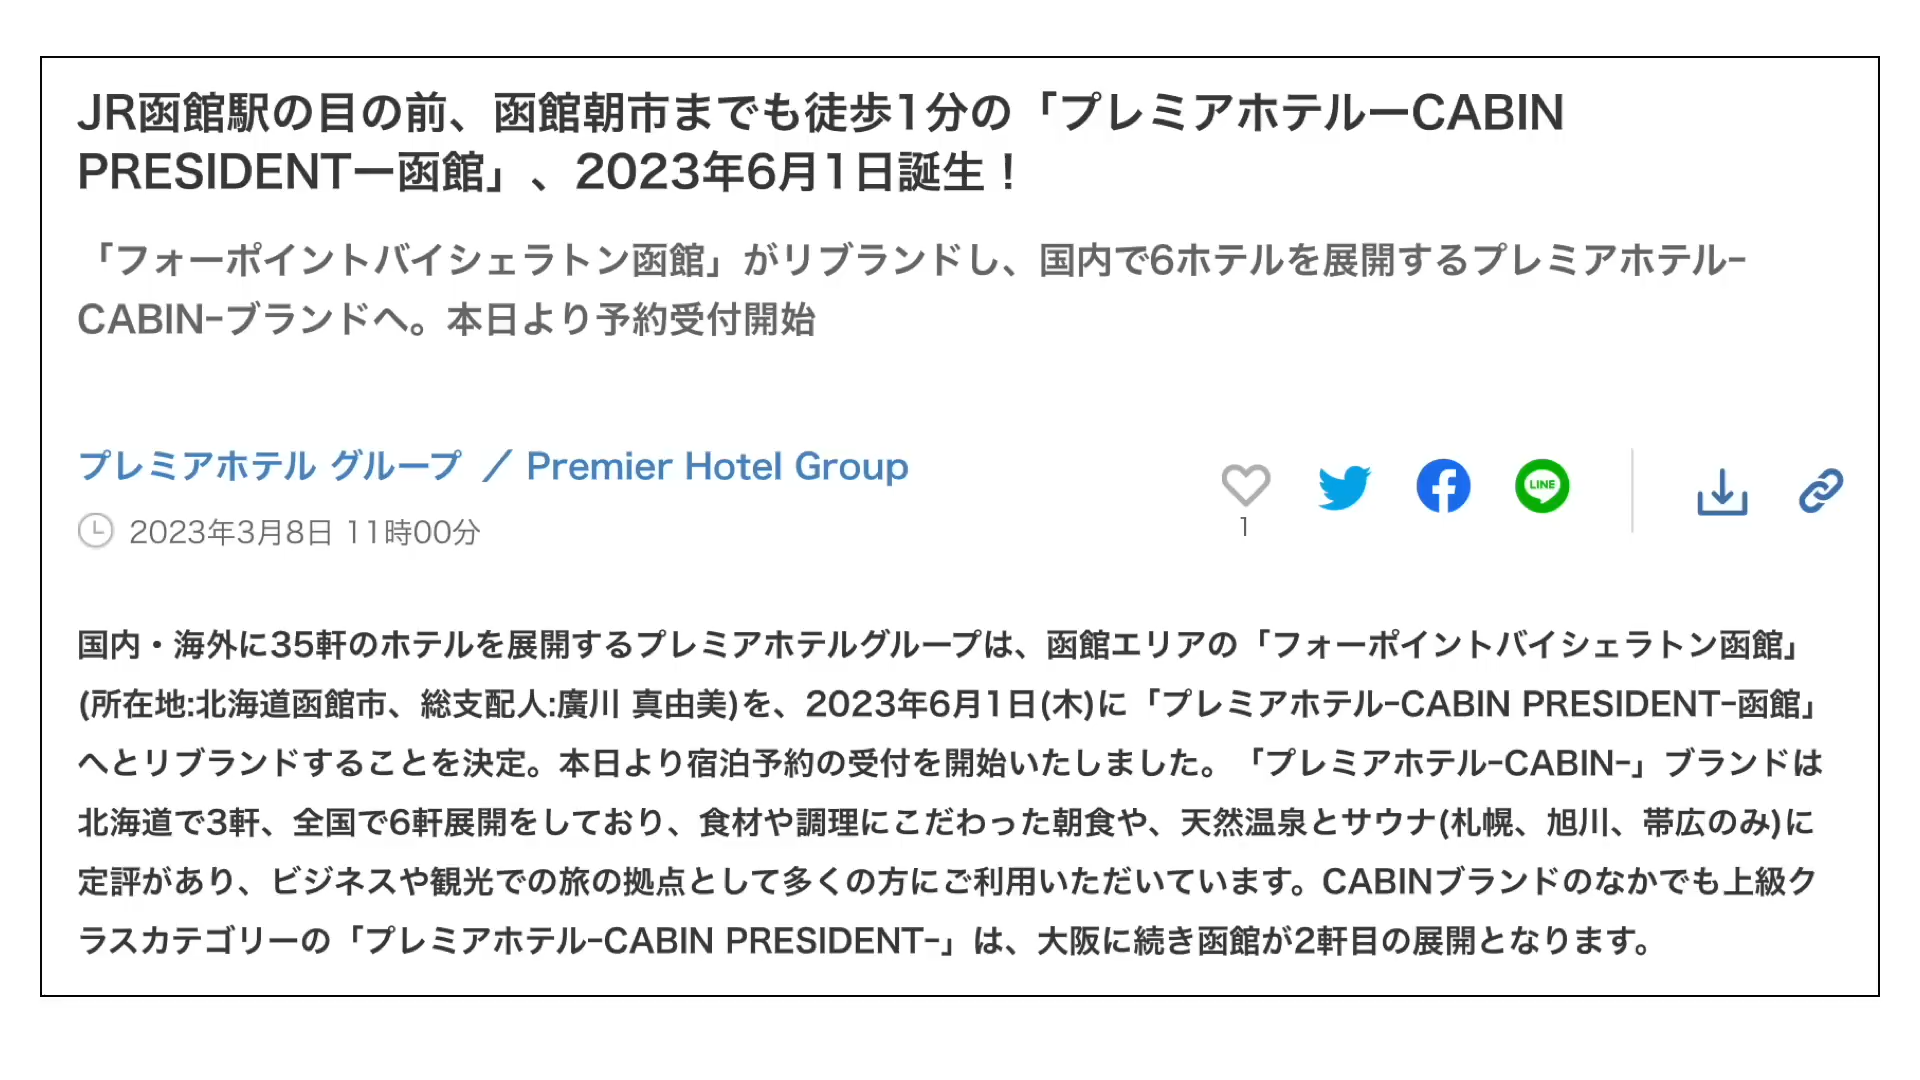 JR函館駅の目の前、函館朝市までも徒歩1分の「プレミアホテルーCABIN
PRESIDENTー函館」、2023年6月1日誕生！
「フォーポイントバイシェラトン函館」がリブランドし、国内で6ホテルを展開するプレミアホテル-
CABIN-ブランドへ。本日より予約受付開始
プレミアホテル グループ ／ Premier Hotel Group
2023年3月8日 11時00分
1
LINE
国内・海外に35軒のホテルを展開するプレミアホテルグループは、函館エリアの「フォーポイントバイシェラトン函館」
(所在地:北海道函館市、総支配人:廣川 真由美)を、2023年6月1日(木)に「プレミアホテル-CABIN PRESIDENT-函館」
へとリブランドすることを決定。本日より宿泊予約の受付を開始いたしました。「プレミアホテル-CABIN-」ブランドは
北海道で3軒、全国で6軒展開をしており、食材や調理にこだわった朝食や、天然温泉とサウナ(札幌、旭川、帯広のみ)に
定評があり、ビジネスや観光での旅の拠点として多くの方にご利用いただいています。CABINブランドのなかでも上級ク
ラスカテゴリーの「プレミアホテル-CABIN PRESIDENT-」は、大阪に続き函館が2軒目の展開となります。